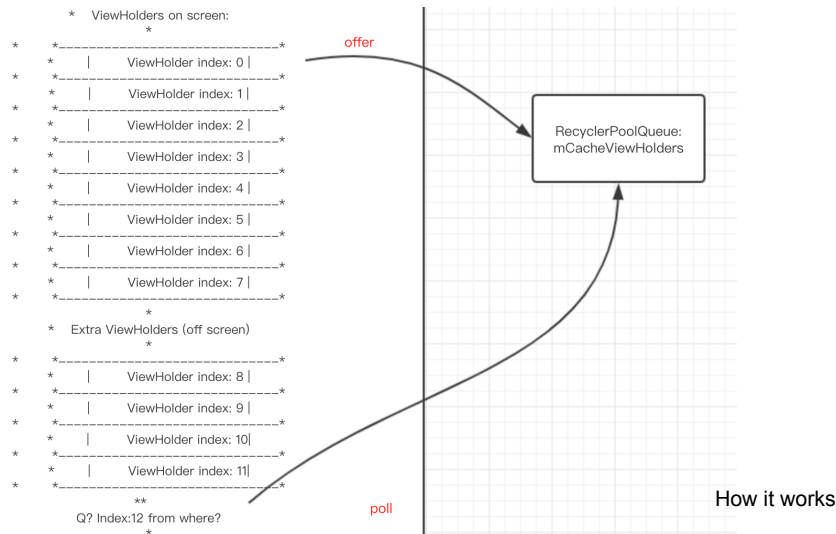 * ViewHolders on screen:
*
* *______________________________*
* | ViewHolder index: 0 |
* *______________________________*
* | ViewHolder index: 1 |
* *______________________________*
* | ViewHolder index: 2 |
* *______________________________*
* | ViewHolder index: 3 |
* *______________________________*
* | ViewHolder index: 4 |
* *______________________________*
* | ViewHolder index: 5 |
* *______________________________*
* | ViewHolder index: 6 |
* *______________________________*
* | ViewHolder index: 7 |
* *______________________________*
*
* Extra ViewHolders (off screen)
*
* *______________________________*
* | ViewHolder index: 8 |
* *______________________________*
* | ViewHolder index: 9 |
* *______________________________*
* | ViewHolder index: 10|
* *______________________________*
* | ViewHolder index: 11|
* *______________________________*
**
Q? Index:12 from where?
*
offer
poll
RecyclerPoolQueue:
mCacheViewHolders
How it works